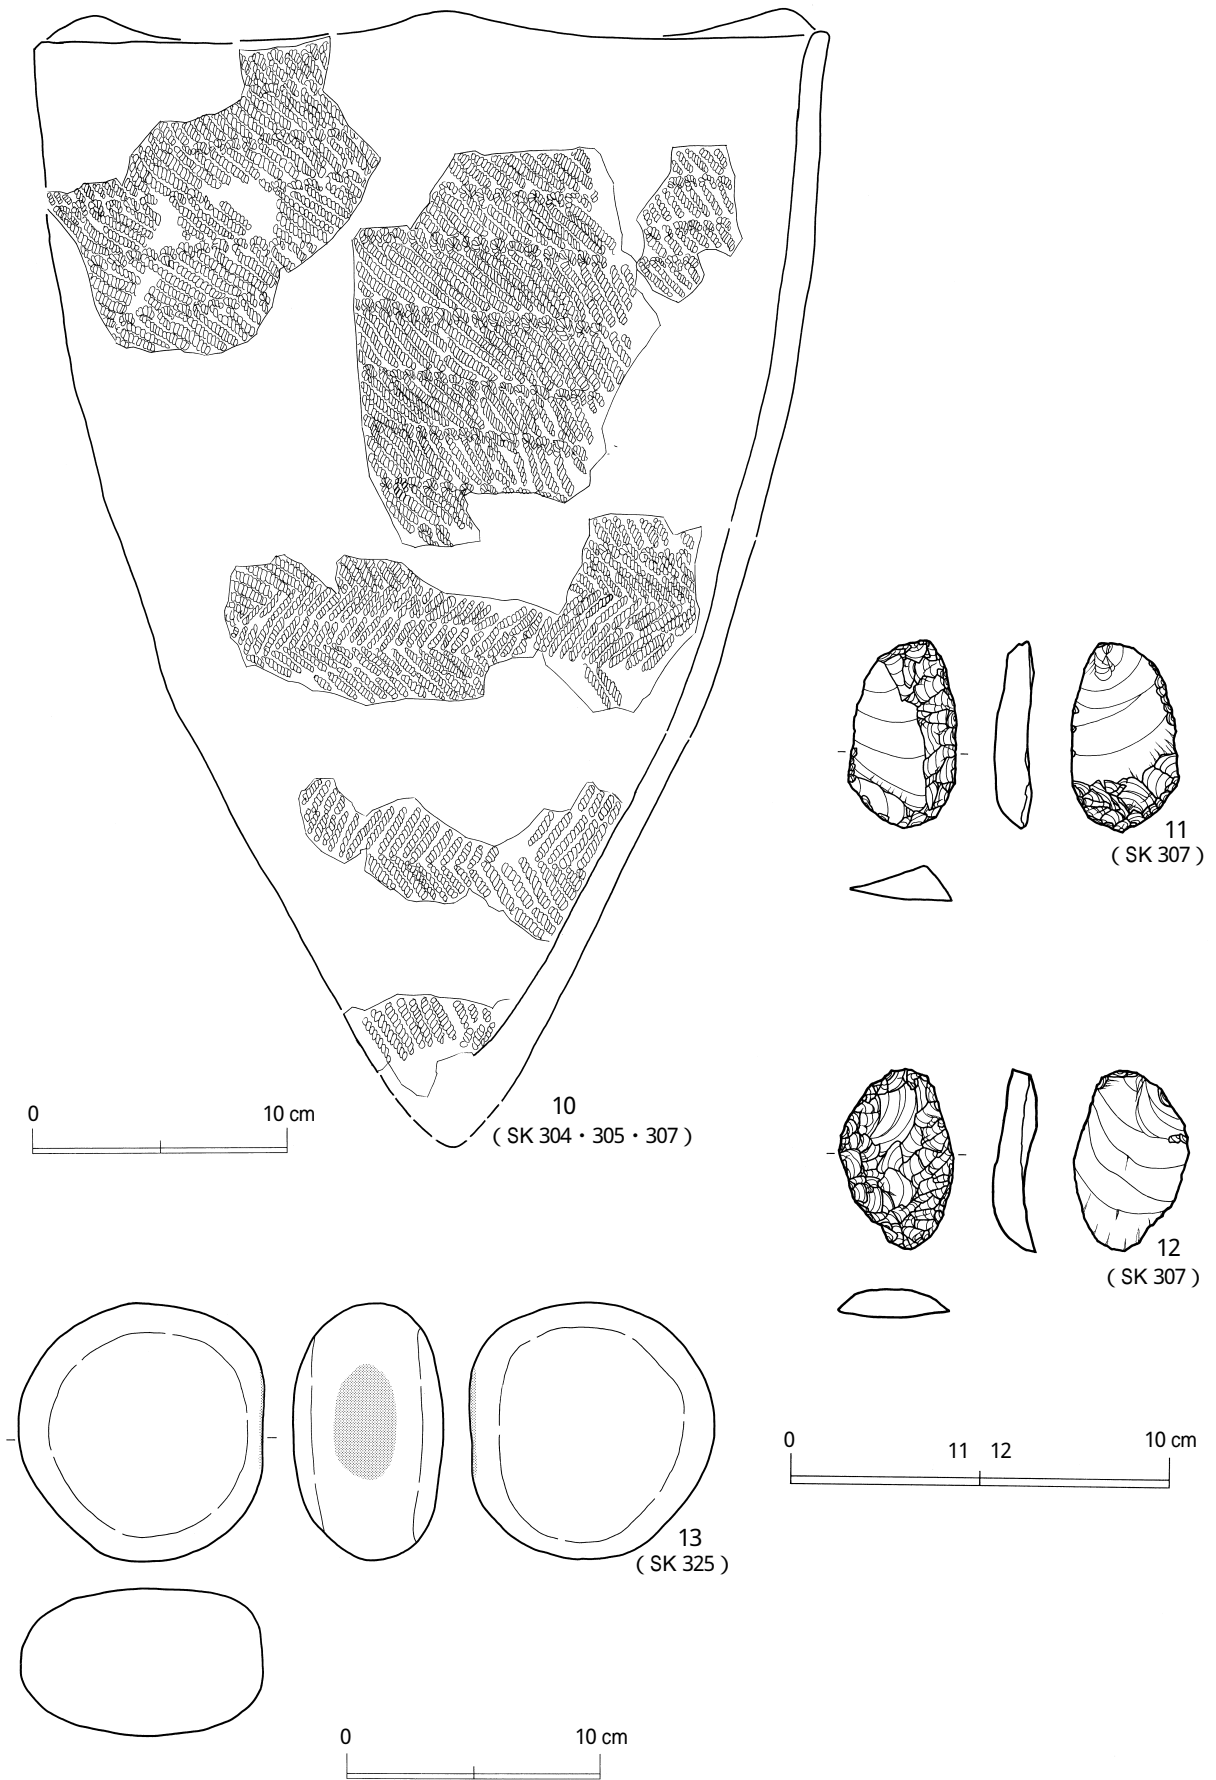 0 10 cm
10
（SK 304・305・307）
11
（SK 307）
12
（SK 307）
0 11 12 10 cm
13
（SK 325）
0 10 cm